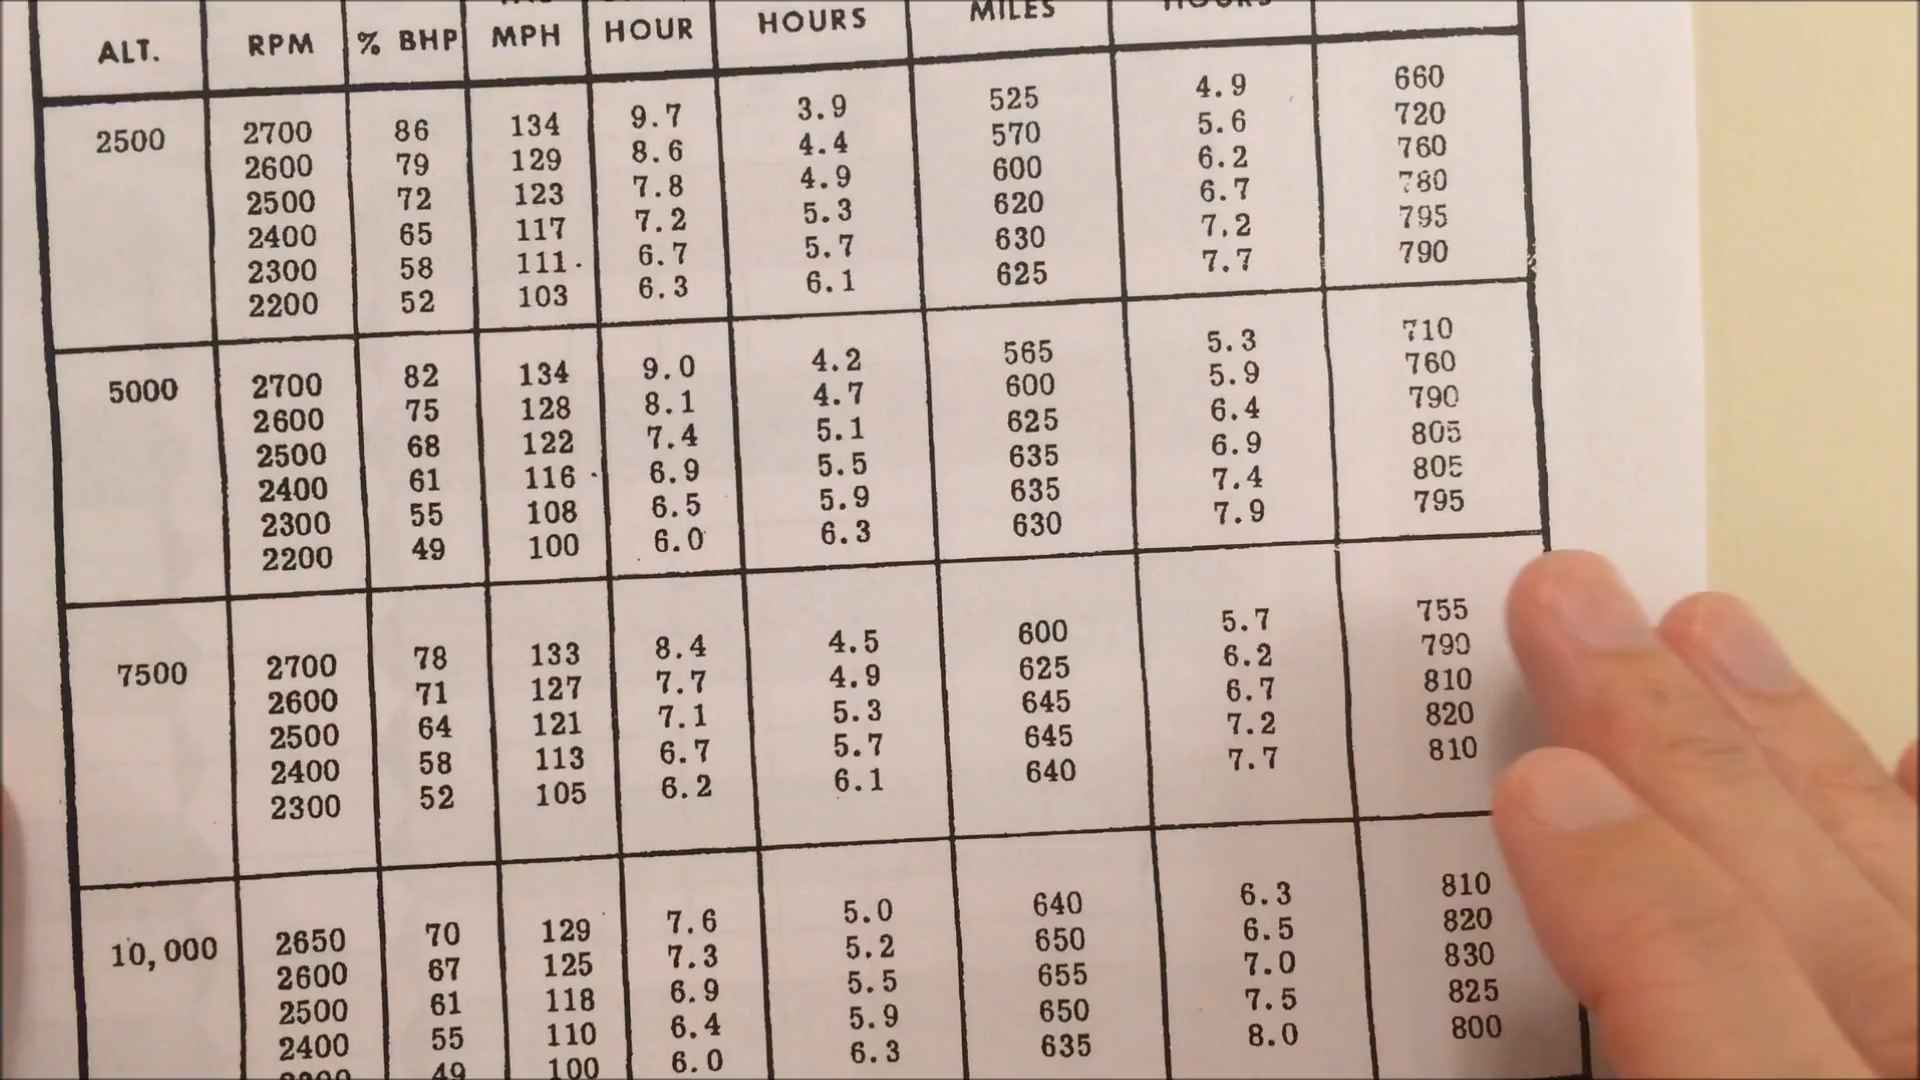 ALT. RPM % BHP MPH HOUR HOURS MILES HOURS
2500 2700 86 134 9.7 3.9 525 4.9 660
2600 79 129 8.6 4.4 570 5.6 720
2500 72 123 7.8 4.9 600 6.2 760
2400 65 117 7.2 5.3 620 6.7 780
2300 58 111 6.7 5.7 630 7.2 795
2200 52 103 6.3 6.1 625 7.7 790
5000 2700 82 134 9.0 4.2 565 5.3 710
2600 75 128 8.1 4.7 600 5.9 760
2500 68 122 7.4 5.1 625 6.4 790
2400 61 116 6.9 5.5 635 6.9 805
2300 55 108 6.5 5.9 635 7.4 805
2200 49 100 6.0 6.3 630 7.9 795
7500 2700 78 133 8.4 4.5 600 5.7 755
2600 71 127 7.7 4.9 625 6.2 790
2500 64 121 7.1 5.3 645 6.7 810
2400 58 113 6.7 5.7 645 7.2 820
2300 52 105 6.2 6.1 640 7.7 810
10,000 2650 70 129 7.6 5.0 640 6.3 810
2600 67 125 7.3 5.2 650 6.5 820
2500 61 118 6.9 5.5 655 7.0 830
2400 55 110 6.4 5.9 650 7.5 825
49 100 6.0 6.3 635 8.0 800